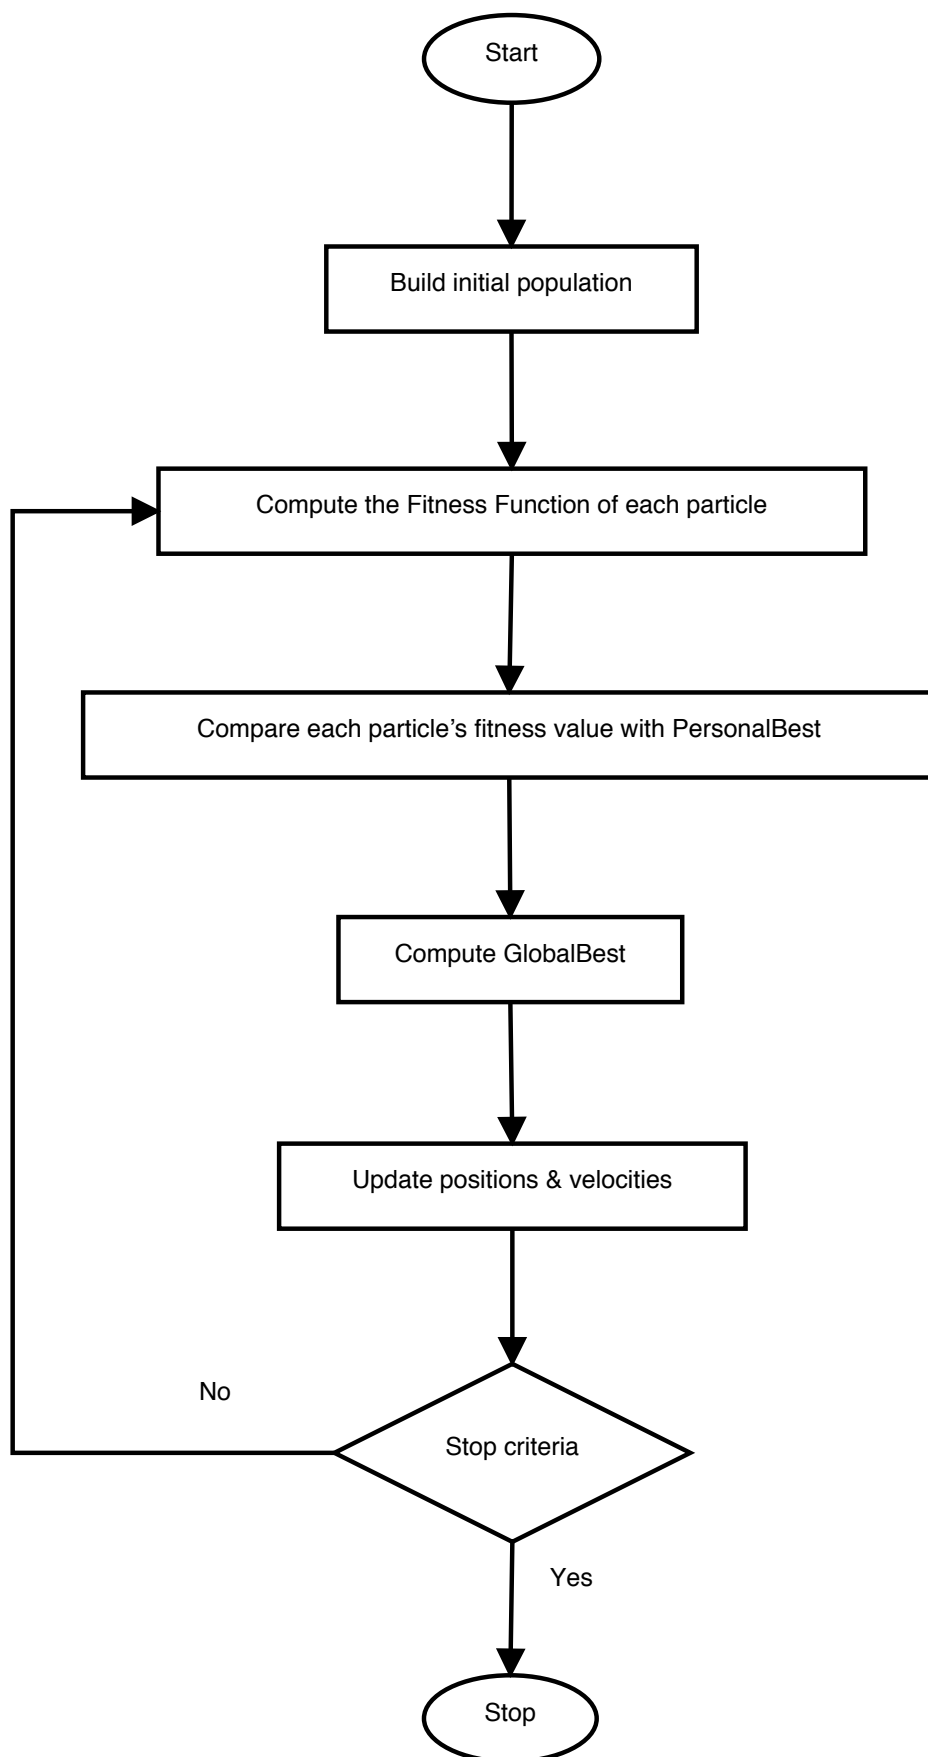 Start
Build initial population
Compute the Fitness Function of each particle
Compare each particle’s fitness value with PersonalBest
Compute GlobalBest
Update positions & velocities
No
Stop criteria
Yes
Stop